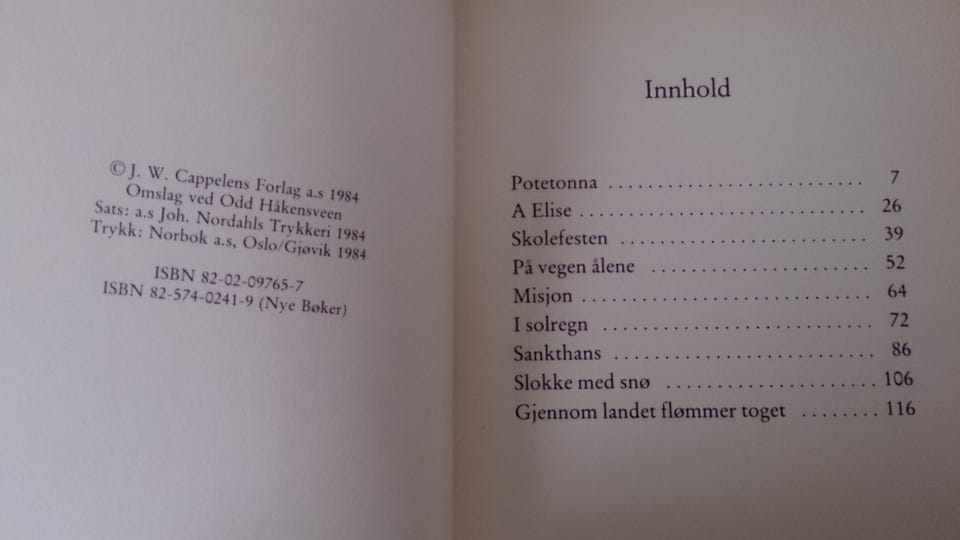 © J. W. Cappelens Forlag a.s 1984
Omslag ved Odd Håkensveen
Sats: a.s Joh. Nordahls Trykkeri 1984
Trykk: Norbok a.s, Oslo/Gjøvik 1984
ISBN 82-02-09765-7
ISBN 82-574-0241-9 (Nye Bøker)
Innhold
Potetonna . . . . . . . . . . . . . . . . . . . . . . . . . . 7
A Elise . . . . . . . . . . . . . . . . . . . . . . . . . . . . . 26
Skolefesten . . . . . . . . . . . . . . . . . . . . . . . . . 39
På vegen ålene . . . . . . . . . . . . . . . . . . . . . . 52
Misjon . . . . . . . . . . . . . . . . . . . . . . . . . . . . . 64
I solregn . . . . . . . . . . . . . . . . . . . . . . . . . . . 72
Sankthans . . . . . . . . . . . . . . . . . . . . . . . . . . 86
Slokke med snø . . . . . . . . . . . . . . . . . . . . . 106
Gjennom landet flømmer toget . . . . . . . . 116